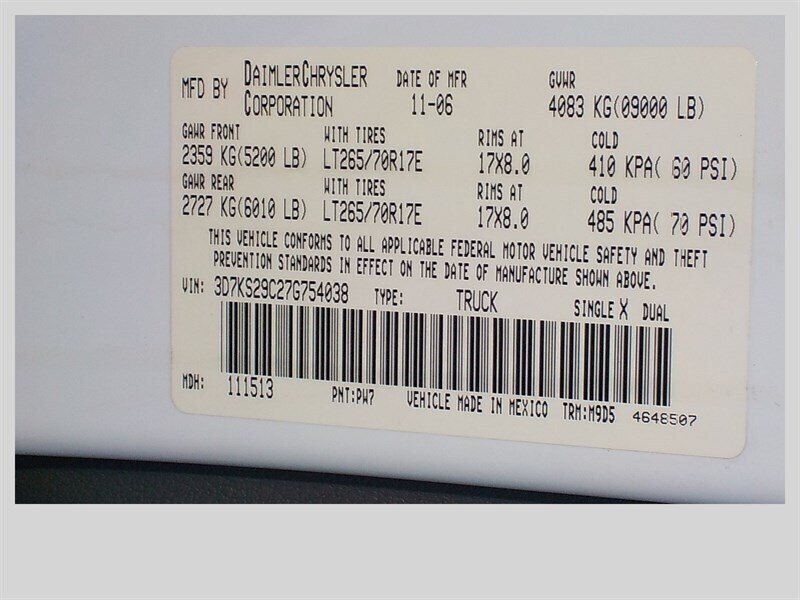 MFD BY DAIMLERCHRYSLER CORPORATION DATE OF MFR 11-06 GVWR 4083 KG(09000 LB)
GAWR FRONT WITH TIRES RIMS AT COLD
2359 KG(5200 LB) LT265/70R17E 17X8.0 410 KPA( 60 PSI)
GAWR REAR WITH TIRES RIMS AT COLD
2727 KG(6010 LB) LT265/70R17E 17X8.0 485 KPA( 70 PSI)
THIS VEHICLE CONFORMS TO ALL APPLICABLE FEDERAL MOTOR VEHICLE SAFETY AND THEFT
PREVENTION STANDARDS IN EFFECT ON THE DATE OF MANUFACTURE SHOWN ABOVE.
VIN: 3D7KS29C27G754038 TYPE: TRUCK SINGLE X DUAL
MDH: 111513 PNT:PW7 VEHICLE MADE IN MEXICO TRM:M9D5 4648507